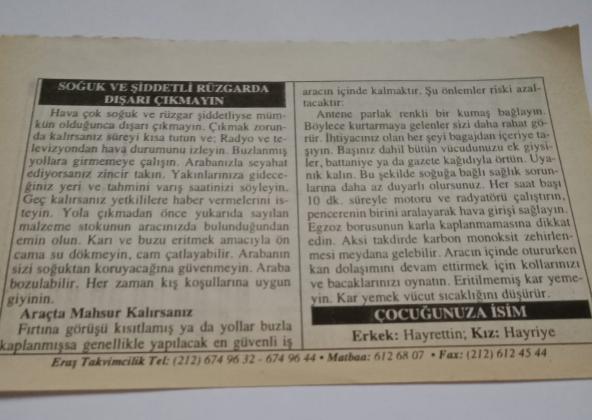 SOĞUK VE ŞİDDETLİ RÜZGARDA
DIŞARI ÇIKMAYIN
Hava çok soğuk ve rüzgar şiddetliyse müm-
kün olduğunca dışarı çıkmayın. Çıkmak zorun-
da kalırsanız süreyi kısa tutun ve; Radyo ve te-
levizyondan hava durumunu izleyin. Buzlanmış
yollara girmemeye çalışın. Arabanızla seyahat
ediyorsanız zincir takın. Yakınlarınıza gidece-
ğiniz yeri ve tahmini varış saatinizi söyleyin.
Geç kalırsanız yetkililere haber vermelerini is-
teyin. Yola çıkmadan önce yukarıda sayılan
malzeme stokunun aracınızda bulunduğundan
emin olun. Karı ve buzu eritmek amacıyla ön
cama su dökmeyin, cam çatlayabilir. Arabanın
sizi soğuktan koruyacağına güvenmeyin. Araba
bozulabilir. Her zaman kış koşullarına uygun
giyinin.
Araçta Mahsur Kalırsanız
Fırtına görüşü kısıtlamış ya da yollar buzla
kaplanmışsa genellikle yapılacak en güvenli iş
aracın içinde kalmaktır. Şu önlemler riski azal-
tacaktır:
Antene parlak renkli bir kumaş bağlayın.
Böylece kurtarmaya gelenler sizi daha rahat gö-
rür. İhtiyacınız olan her şeyi bagajdan içeriye ta-
şıyın. Başınız dahil bütün vücudunuzu ek giysi-
ler, battaniye ya da gazete kağıdıyla örtün. Uya-
nık kalın. Bu şekilde soğuğa bağlı sağlık sorun-
larına daha az duyarlı olursunuz. Her saat başı
10 dk. süreyle motoru ve radyatörü çalıştırın,
pencerenin birini aralayarak hava girişi sağlayın.
Egzoz borusunun karla kaplanmamasına dikkat
edin. Aksi takdirde karbon monoksit zehirlen-
mesi meydana gelebilir. Aracın içinde otururken
kan dolaşımını devam ettirmek için kollarınızı
ve bacaklarınızı oynatın. Eritilmemiş kar yeme-
yin. Kar yemek vücut sıcaklığını düşürür.
ÇOCUĞUNUZA İSİM
Erkek: Hayrettin; Kız: Hayriye
Eraş Takvimcilik Tel: (212) 674 96 32 - 674 96 44 • Matbaa: 612 68 07 • Fax: (212) 612 45 44